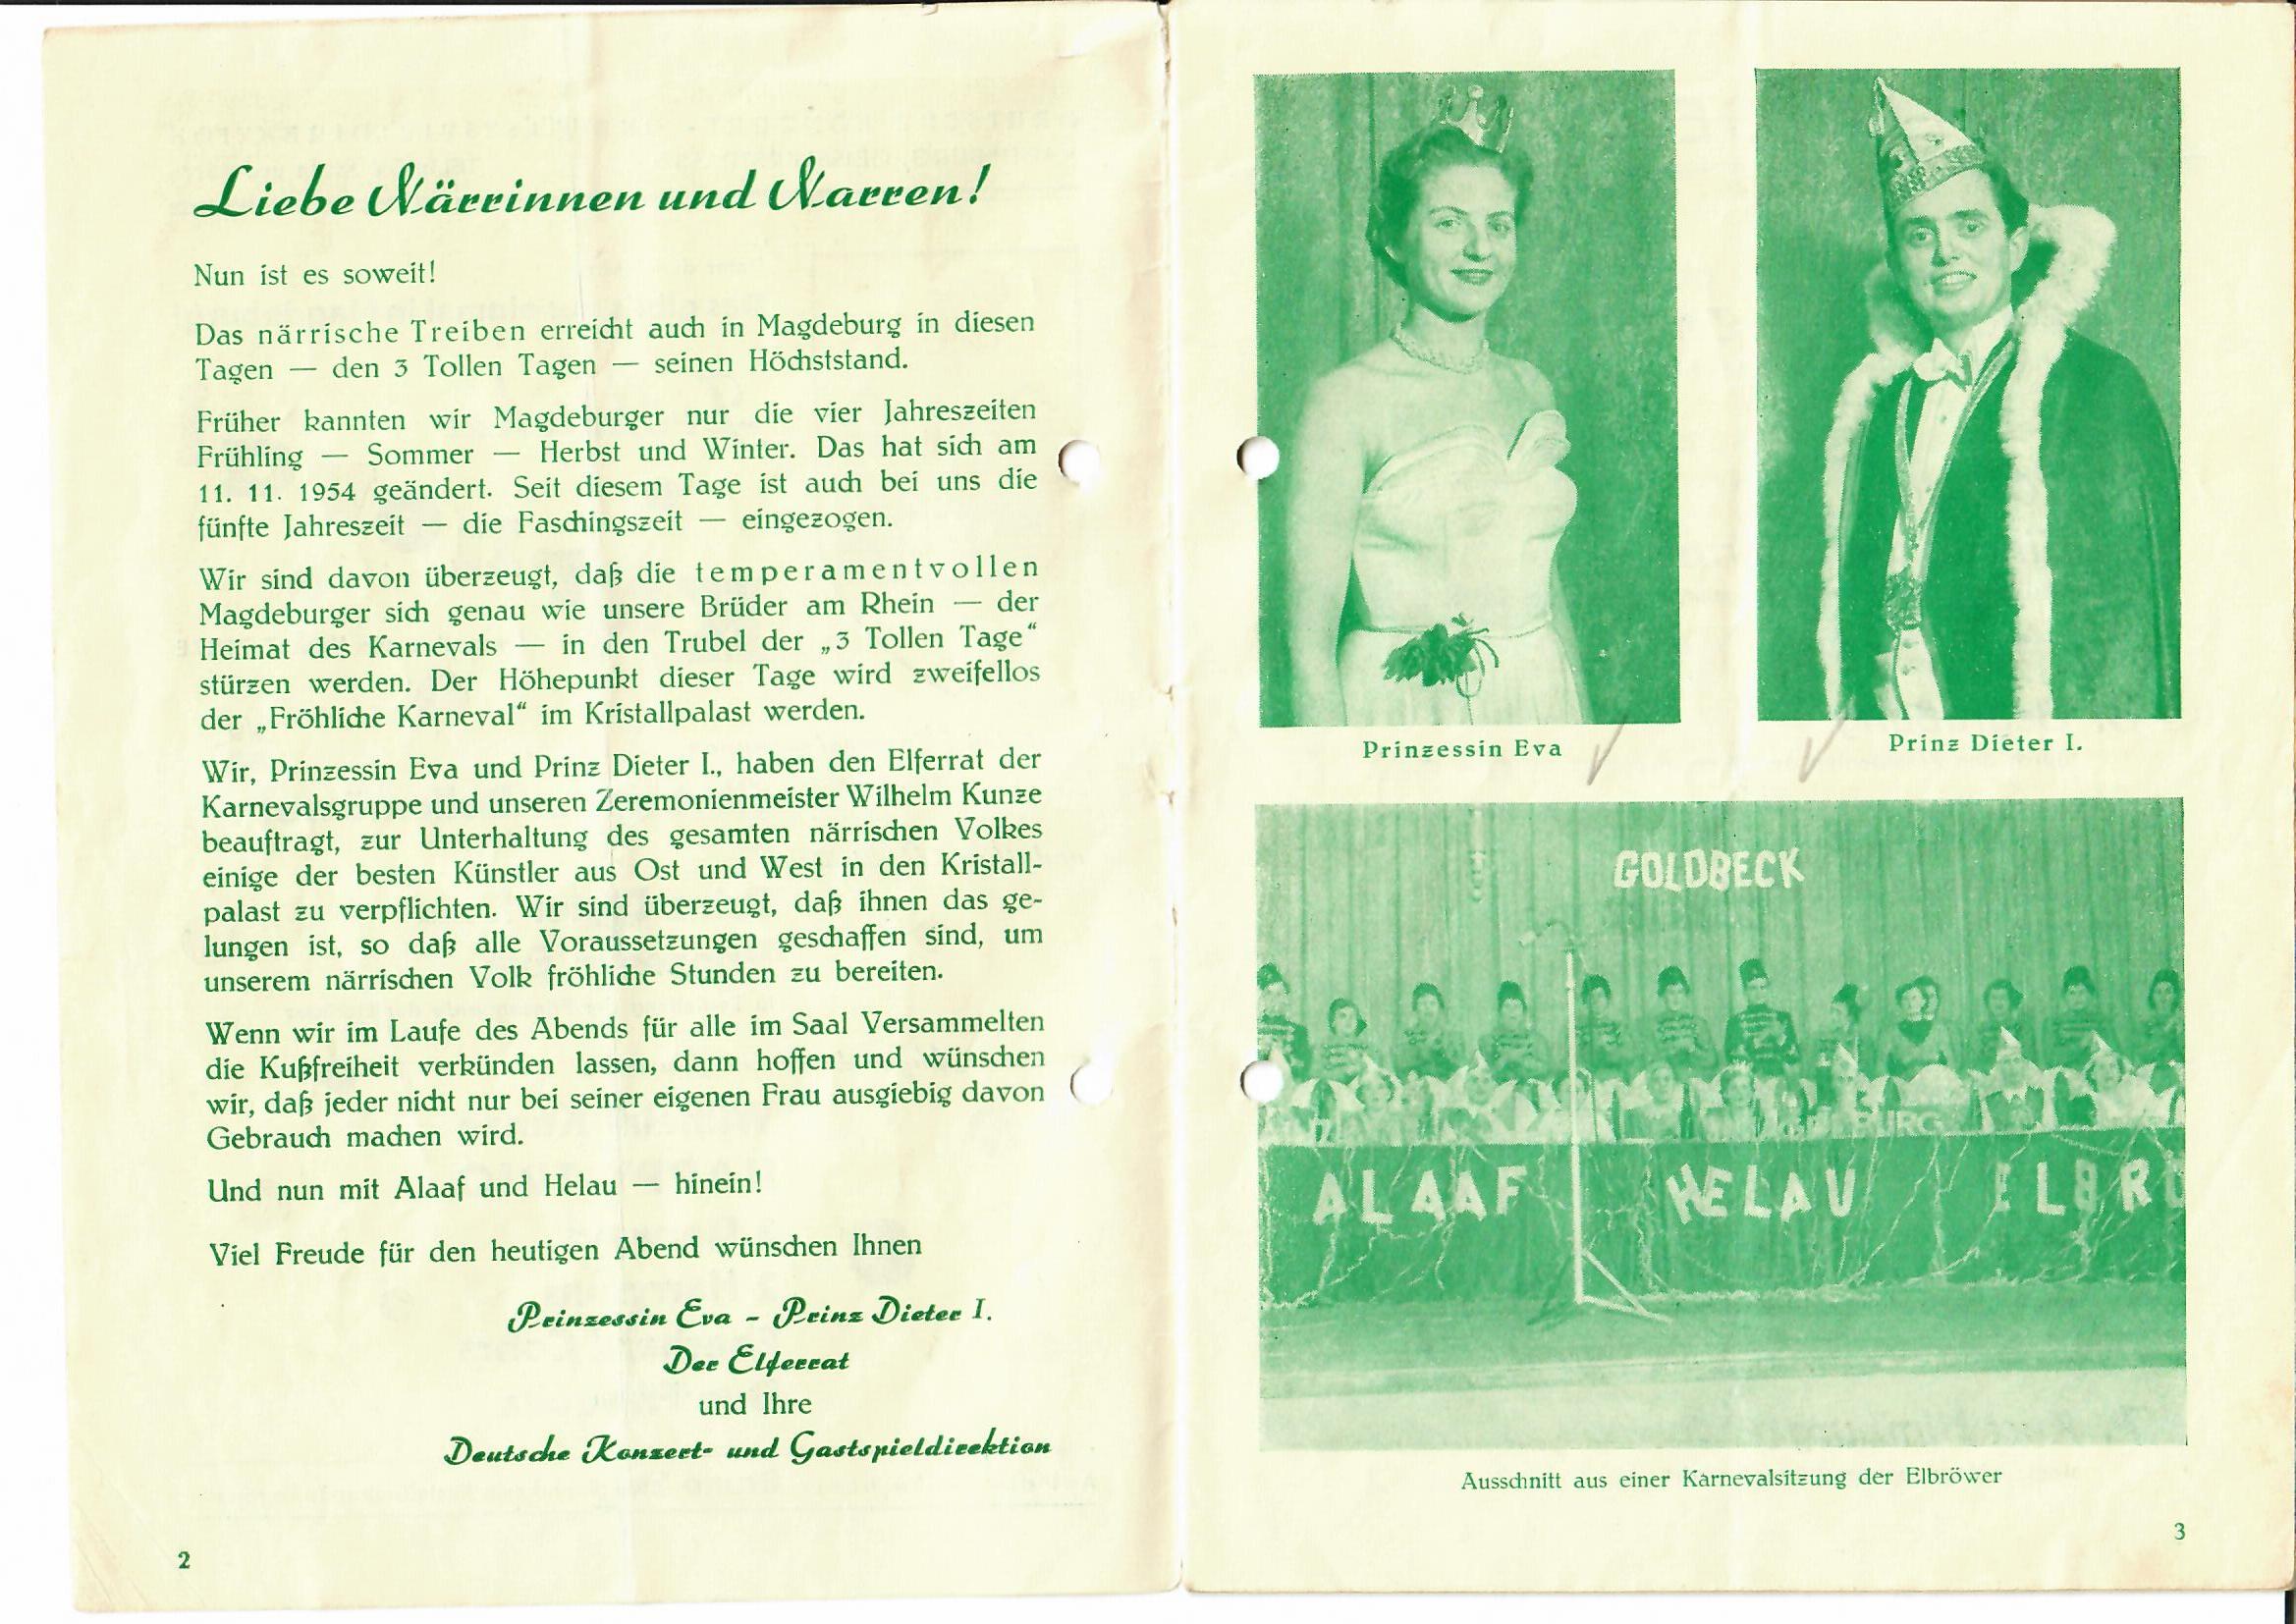 Liebe Närrinnen und Narren!
Nun ist es soweit!
Das närrische Treiben erreicht auch in Magdeburg in diesen
Tagen — den 3 Tollen Tagen — seinen Höchststand.
Früher kannten wir Magdeburger nur die vier Jahreszeiten
Frühling — Sommer — Herbst und Winter. Das hat sich am
11. 11. 1954 geändert. Seit diesem Tage ist auch bei uns die
fünfte Jahreszeit — die Faschingszeit — eingezogen.
Wir sind davon überzeugt, daß die temperamentvollen
Magdeburger sich genau wie unsere Brüder am Rhein — der
Heimat des Karnevals — in den Trubel der „3 Tollen Tage“
stürzen werden. Der Höhepunkt dieser Tage wird zweifellos
der „Fröhliche Karneval“ im Kristallpalast werden.
Wir, Prinzessin Eva und Prinz Dieter I., haben den Elferrat der
Karnevalsgruppe und unseren Zeremonienmeister Wilhelm Kunze
beauftragt, zur Unterhaltung des gesamten närrischen Volkes
einige der besten Künstler aus Ost und West in den Kristall-
palast zu verpflichten. Wir sind überzeugt, daß ihnen das ge-
lungen ist, so daß alle Voraussetzungen geschaffen sind, um
unserem närrischen Volk fröhliche Stunden zu bereiten.
Wenn wir im Laufe des Abends für alle im Saal Versammelten
die Kußfreiheit verkünden lassen, dann hoffen und wünschen
wir, daß jeder nicht nur bei seiner eigenen Frau ausgiebig davon
Gebrauch machen wird.
Und nun mit Alaaf und Helau — hinein!
Viel Freude für den heutigen Abend wünschen Ihnen
Prinzessin Eva - Prinz Dieter I.
Der Elferrat
und Ihre
Deutsche Konzert- und Gastspieldirektion
2
Prinzessin Eva
Prinz Dieter I.
GOLDBECK
ALAAF HELAU ELBRÖ
Ausschnitt aus einer Karnevalsitzung der Elbröwer
3